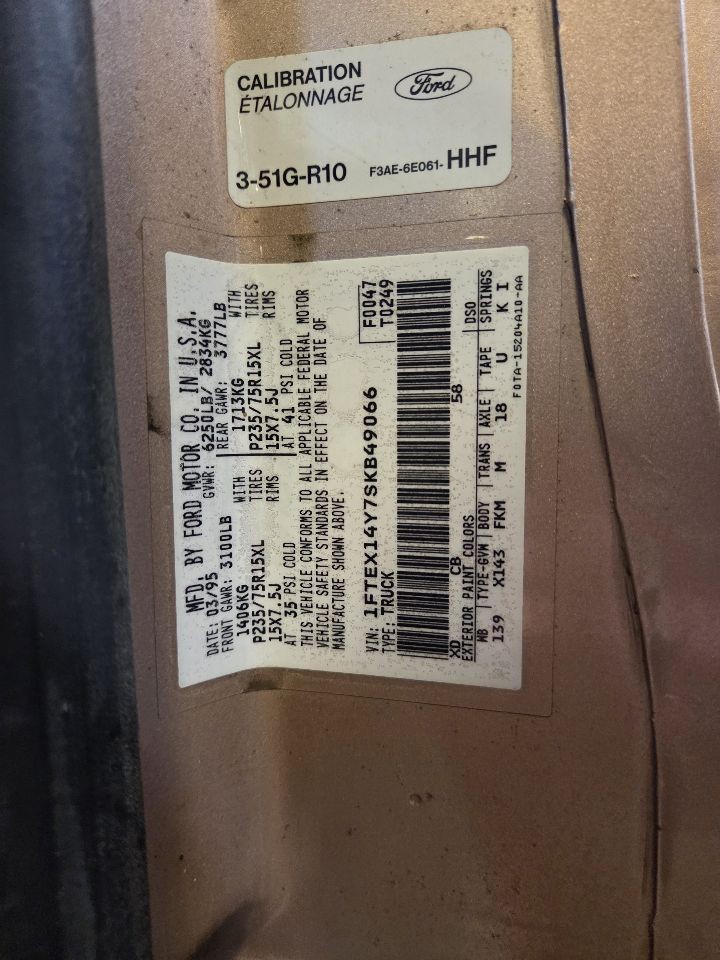 CALIBRATION
ÉTALONNAGE
Ford
3-51G-R10 F3AE-6E061-HHF
MFD. BY FORD MOTOR CO. IN U.S.A.
DATE: 03/95 GVWR: 6250LB/ 2834KG
FRONT GAWR: 3100LB REAR GAWR: 3777LB
1406KG WITH 1713KG WITH
P235/75R15XL TIRES P235/75R15XL TIRES
15X7.5J RIMS 15X7.5J RIMS
AT 35 PSI COLD AT 41 PSI COLD
THIS VEHICLE CONFORMS TO ALL APPLICABLE FEDERAL MOTOR
VEHICLE SAFETY STANDARDS IN EFFECT ON THE DATE OF
MANUFACTURE SHOWN ABOVE.
F0047
T0249
VIN: 1FTEX14Y7SKB49066
TYPE: TRUCK
XD CB 58
EXTERIOR PAINT COLORS DSO
WB TYPE-GVW BODY TRANS AXLE TAPE SPRINGS
139 X143 FKM M 18 U K I
F0TA-15204A10-AA